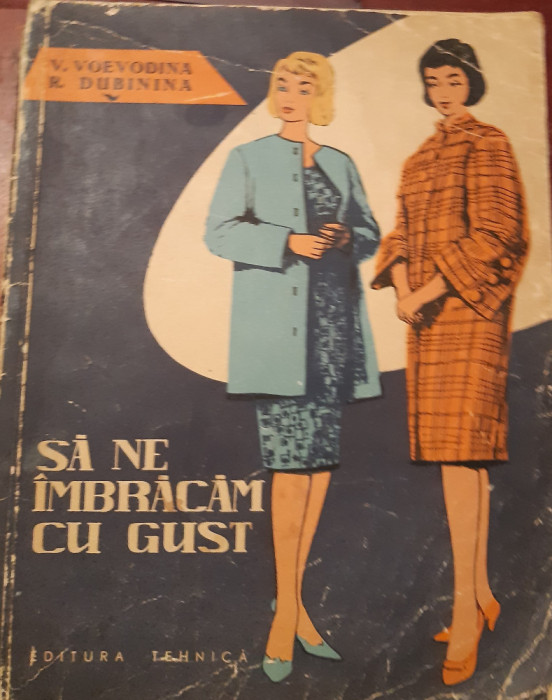 V. VOEVODINA
R. DUBININA
SĂ NE
ÎMBRĂCĂM
CU GUST
EDITURA TEHNICĂ